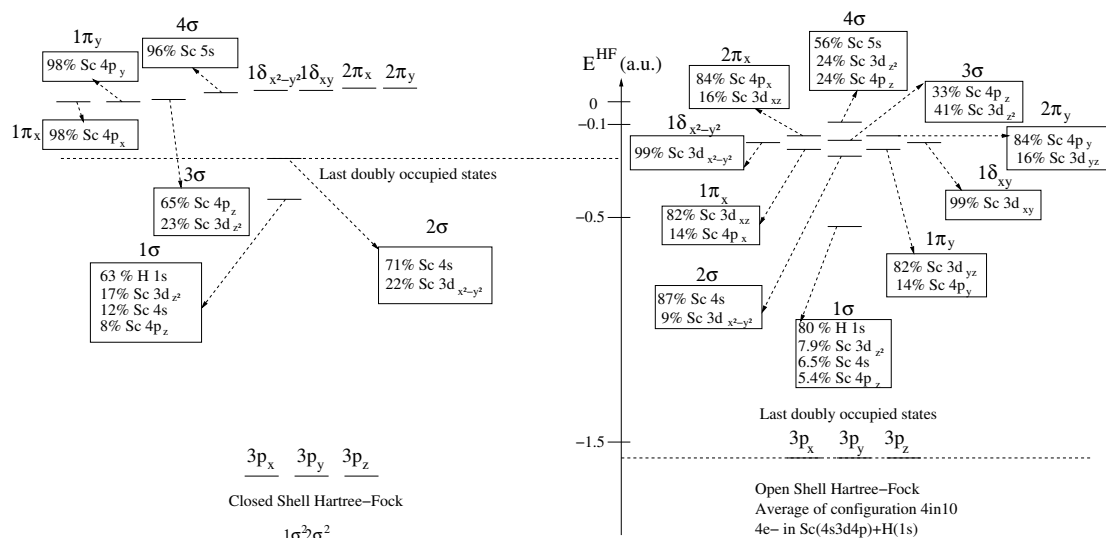 4σ
1π_y
96% Sc 5s
98% Sc 4p_y
1δ_x²−y²
1δ_xy
2π_x
2π_y
1π_x
98% Sc 4p_x
Last doubly occupied states
3σ
65% Sc 4p_z
23% Sc 3d_z²
1σ
63 % H 1s
17% Sc 3d_z²
12% Sc 4s
8% Sc 4p_z
2σ
71% Sc 4s
22% Sc 3d_x²−y²
3p_x
3p_y
3p_z
Closed Shell Hartree−Fock
1σ²2σ²
E^HF (a.u.)
0
−0.1
−0.5
−1.5
4σ
56% Sc 5s
24% Sc 3d_z²
24% Sc 4p_z
2π_x
84% Sc 4p_x
16% Sc 3d_xz
3σ
33% Sc 4p_z
41% Sc 3d_z²
2π_y
84% Sc 4p_y
16% Sc 3d_yz
1δ_x²−y²
99% Sc 3d_x²−y²
1δ_xy
99% Sc 3d_xy
1π_x
82% Sc 3d_xz
14% Sc 4p_x
1π_y
82% Sc 3d_yz
14% Sc 4p_y
2σ
87% Sc 4s
9% Sc 3d_x²−y²
1σ
80 % H 1s
7.9% Sc 3d_z²
6.5% Sc 4s
5.4% Sc 4p_z
Last doubly occupied states
3p_x
3p_y
3p_z
Open Shell Hartree−Fock
Average of configuration 4in10
4e− in Sc(4s3d4p)+H(1s)